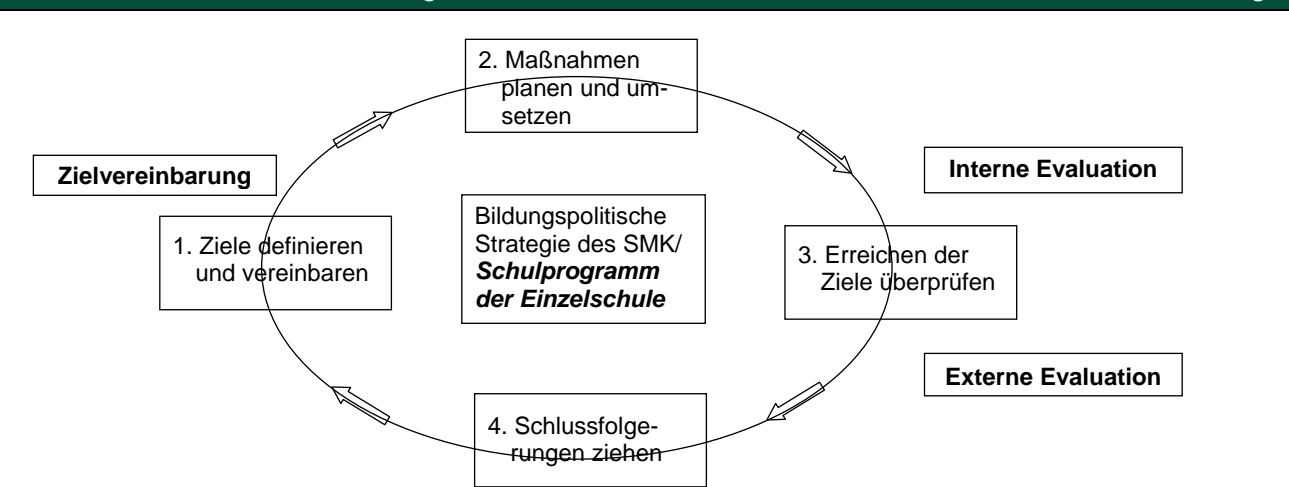 2. Maßnahmen
planen und um-
setzen
Zielvereinbarung
Interne Evaluation
1. Ziele definieren
und vereinbaren
Bildungspolitische
Strategie des SMK/
Schulprogramm
der Einzelschule
3. Erreichen der
Ziele überprüfen
Externe Evaluation
4. Schlussfolge-
rungen ziehen